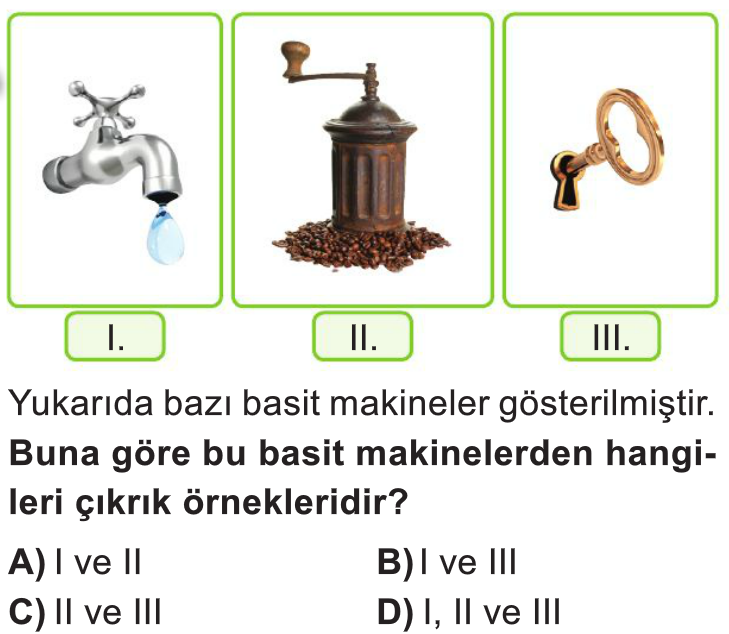 I.
II.
III.
Yukarıda bazı basit makineler gösterilmiştir.
Buna göre bu basit makinelerden hangi-
leri çıkrık örnekleridir?
A) I ve II
B) I ve III
C) II ve III
D) I, II ve III